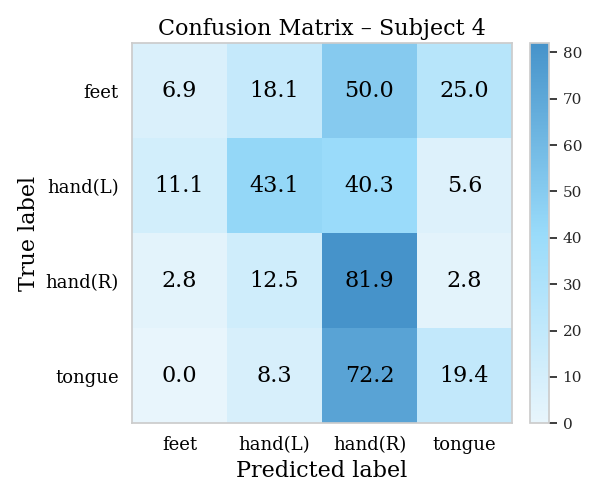 Confusion Matrix – Subject 4
feet 6.9 18.1 50.0 25.0
hand(L) 11.1 43.1 40.3 5.6
hand(R) 2.8 12.5 81.9 2.8
tongue 0.0 8.3 72.2 19.4
feet hand(L) hand(R) tongue
Predicted label
True label
80
70
60
50
40
30
20
10
0